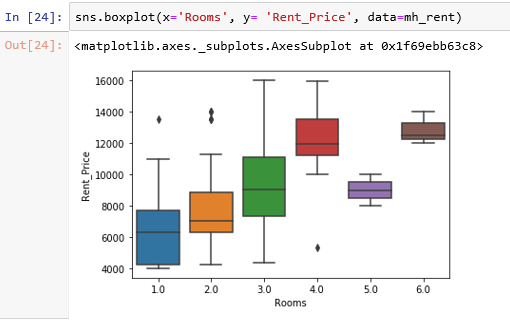 In [24]: sns.boxplot(x='Rooms', y= 'Rent_Price', data=mh_rent)
Out[24]: <matplotlib.axes._subplots.AxesSubplot at 0x1f69ebb63c8>
16000
14000
12000
10000
8000
6000
4000
Rent_Price
1.0 2.0 3.0 4.0 5.0 6.0
Rooms